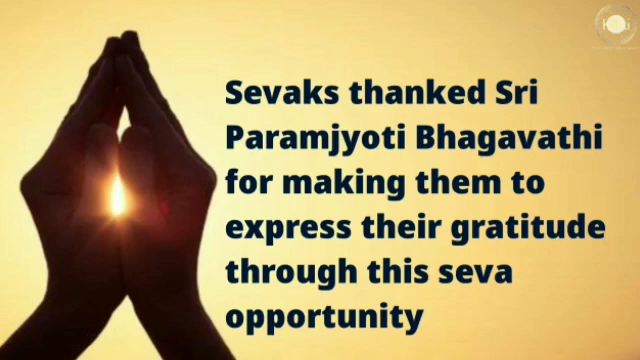 Sevaks thanked Sri
Paramjyoti Bhagavathi
for making them to
express their gratitude
through this seva
opportunity